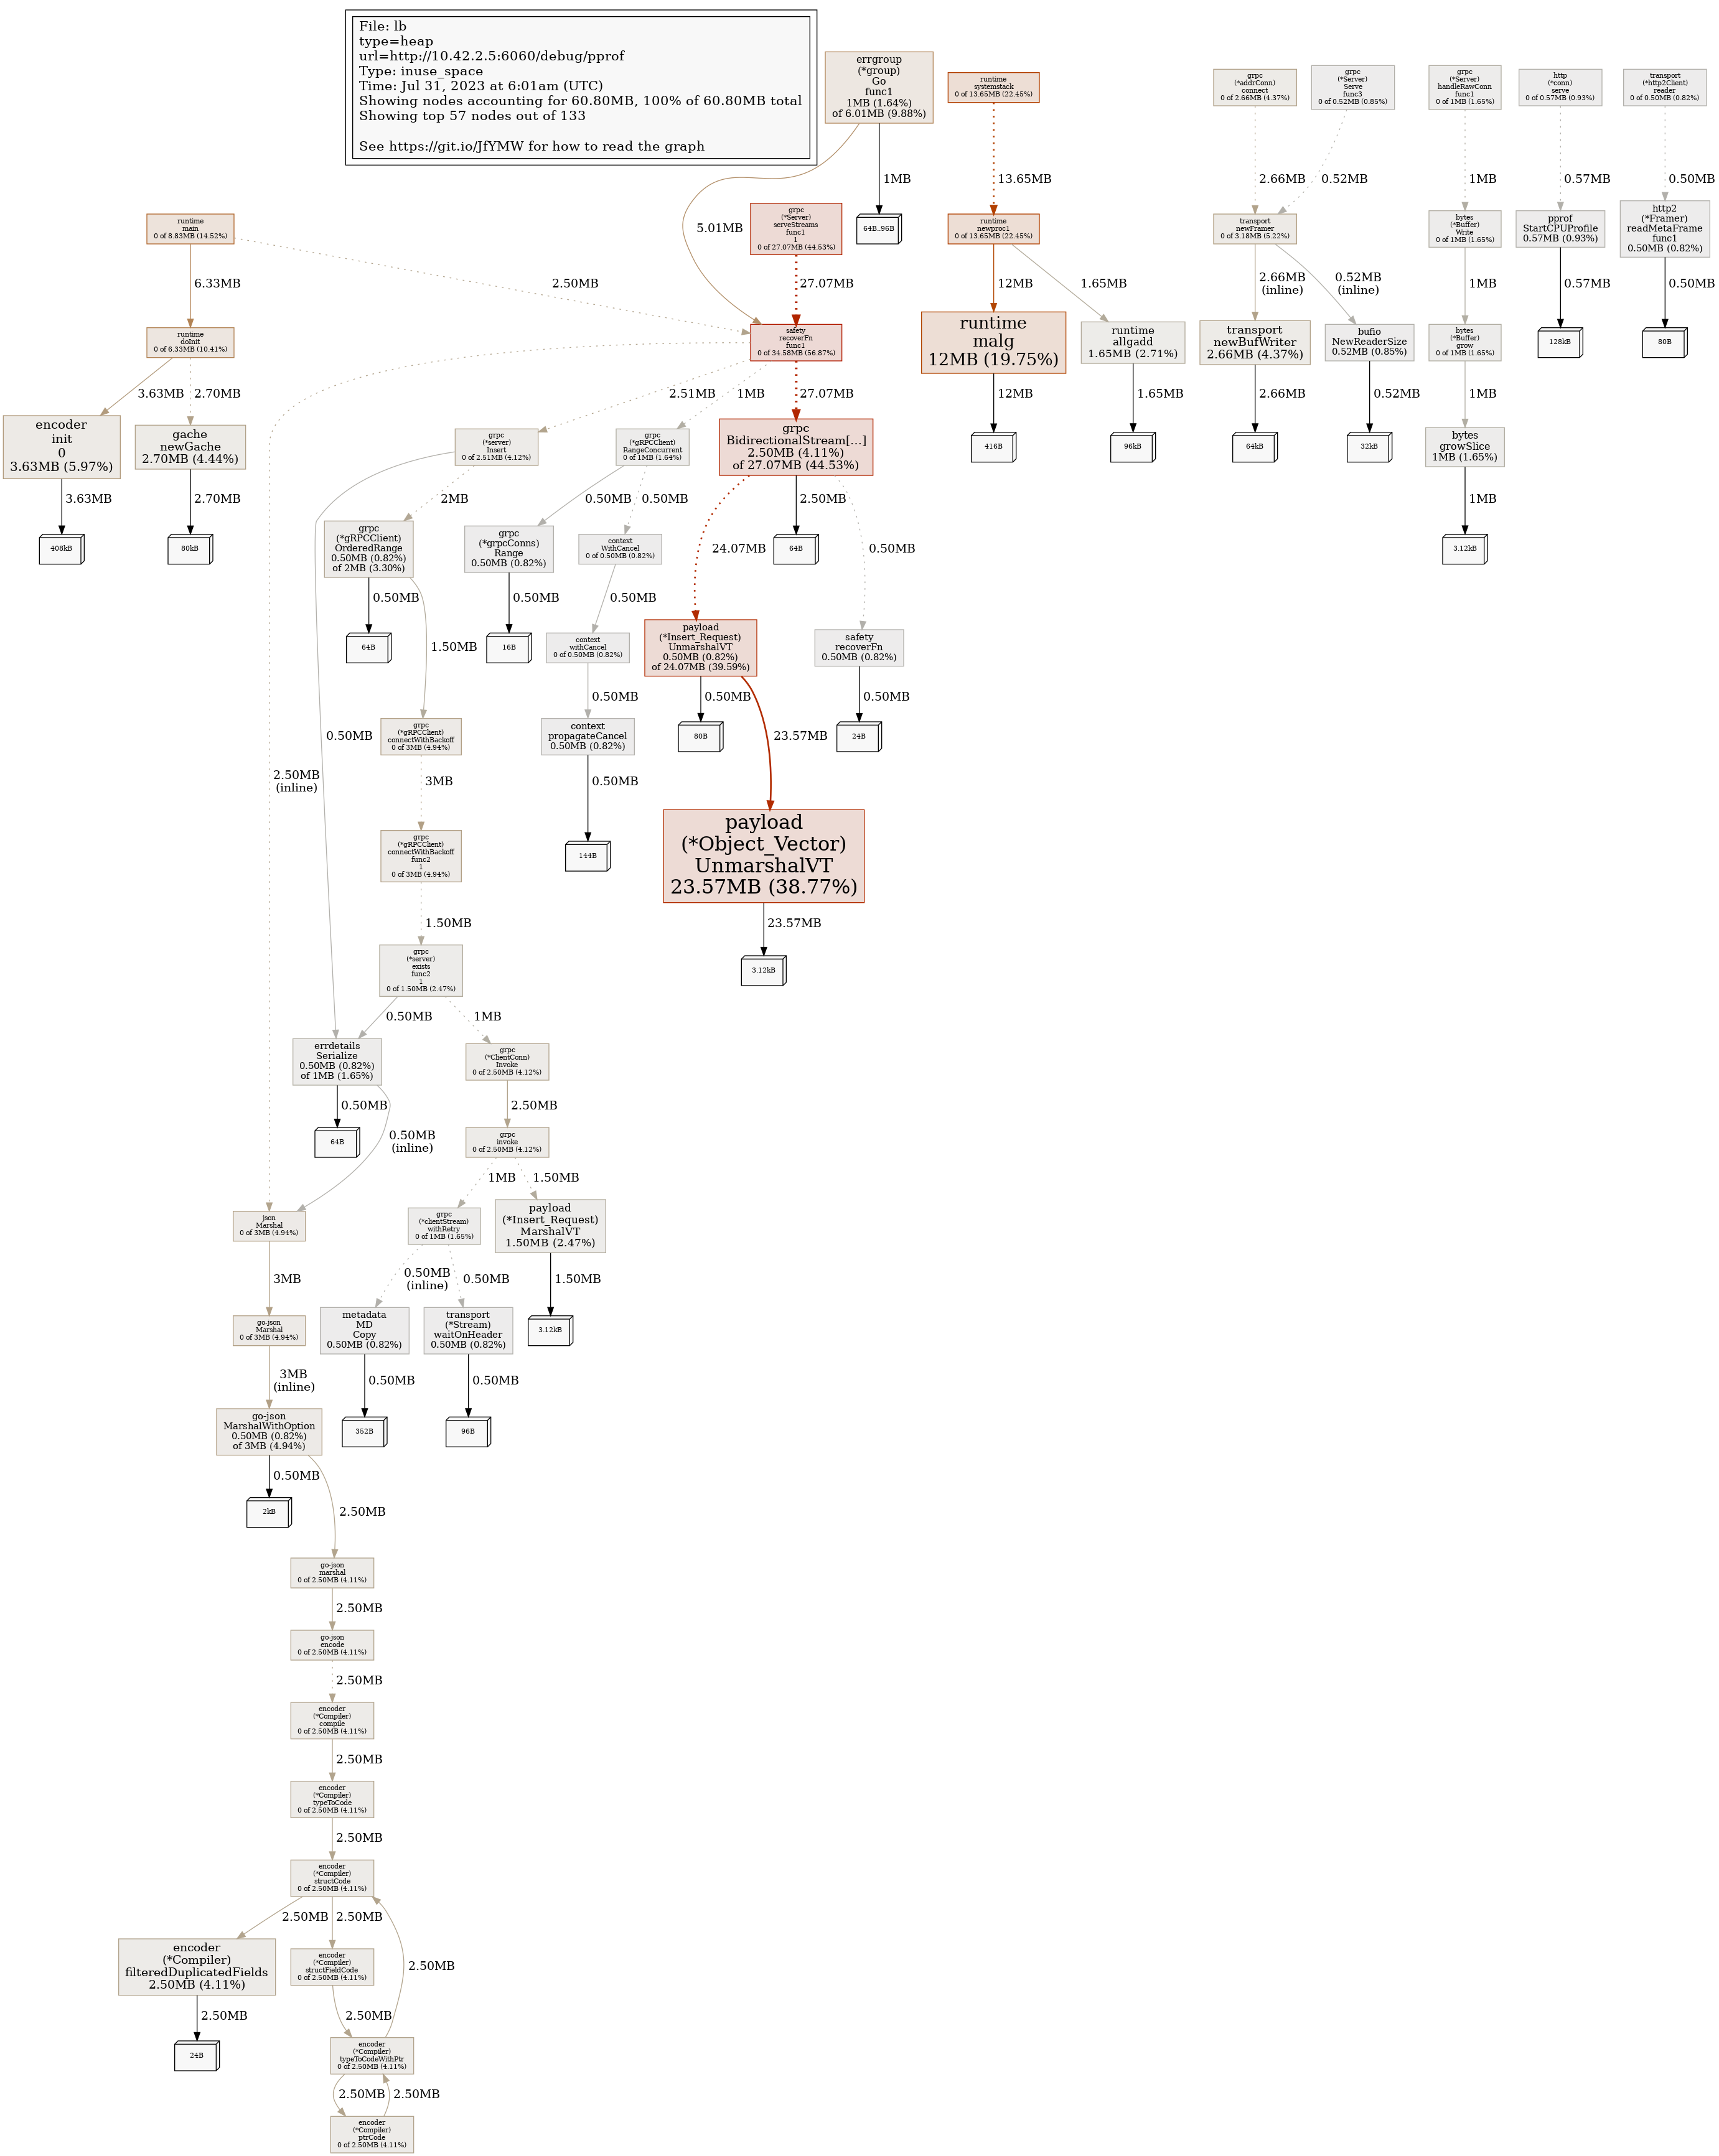 File: lb
type=heap
url=http://10.42.2.5:6060/debug/pprof
Type: inuse_space
Time: Jul 31, 2023 at 6:01am (UTC)
Showing nodes accounting for 60.80MB, 100% of 60.80MB total
Showing top 57 nodes out of 133
See https://git.io/JfYMW for how to read the graph
errgroup
(*group)
Go
func1
1MB (1.64%)
of 6.01MB (9.88%)
runtime
systemstack
0 of 13.65MB (22.45%)
grpc
(*addrConn)
connect
0 of 2.66MB (4.37%)
grpc
(*Server)
Serve
func3
0 of 0.52MB (0.85%)
grpc
(*Server)
handleRawConn
func1
0 of 1MB (1.65%)
http
(*conn)
serve
0 of 0.57MB (0.93%)
transport
(*http2Client)
reader
0 of 0.50MB (0.82%)
5.01MB
1MB
13.65MB
2.66MB
0.52MB
1MB
0.57MB
0.50MB
runtime
main
0 of 8.83MB (14.52%)
grpc
(*Server)
serveStreams
func1
1
0 of 27.07MB (44.53%)
64B..96B
runtime
newproc1
0 of 13.65MB (22.45%)
transport
newFramer
0 of 3.18MB (5.22%)
bytes
(*Buffer)
Write
0 of 1MB (1.65%)
pprof
StartCPUProfile
0.57MB (0.93%)
http2
(*Framer)
readMetaFrame
func1
0.50MB (0.82%)
6.33MB
2.50MB
27.07MB
12MB
1.65MB
2.66MB
(inline)
0.52MB
(inline)
1MB
0.57MB
0.50MB
runtime
doInit
0 of 6.33MB (10.41%)
safety
recoverFn
func1
0 of 34.58MB (56.87%)
runtime
malg
12MB (19.75%)
runtime
allgadd
1.65MB (2.71%)
transport
newBufWriter
2.66MB (4.37%)
bufio
NewReaderSize
0.52MB (0.85%)
bytes
(*Buffer)
grow
0 of 1MB (1.65%)
128kB
80B
3.63MB
2.70MB
2.51MB
1MB
27.07MB
12MB
1.65MB
2.66MB
0.52MB
1MB
encoder
init
0
3.63MB (5.97%)
gache
newGache
2.70MB (4.44%)
grpc
(*server)
Insert
0 of 2.51MB (4.12%)
grpc
(*gRPCClient)
RangeConcurrent
0 of 1MB (1.64%)
grpc
BidirectionalStream[…]
2.50MB (4.11%)
of 27.07MB (44.53%)
416B
96kB
64kB
32kB
bytes
growSlice
1MB (1.65%)
3.63MB
2.70MB
2MB
0.50MB
0.50MB
24.07MB
2.50MB
0.50MB
1MB
408kB
80kB
grpc
(*gRPCClient)
OrderedRange
0.50MB (0.82%)
of 2MB (3.30%)
grpc
(*grpcConns)
Range
0.50MB (0.82%)
context
WithCancel
0 of 0.50MB (0.82%)
64B
3.12kB
0.50MB
1.50MB
0.50MB
0.50MB
64B
16B
context
withCancel
0 of 0.50MB (0.82%)
payload
(*Insert_Request)
UnmarshalVT
0.50MB (0.82%)
of 24.07MB (39.59%)
safety
recoverFn
0.50MB (0.82%)
0.50MB
0.50MB
23.57MB
0.50MB
0.50MB
2.50MB
(inline)
grpc
(*gRPCClient)
connectWithBackoff
0 of 3MB (4.94%)
context
propagateCancel
0.50MB (0.82%)
80B
24B
3MB
0.50MB
grpc
(*gRPCClient)
connectWithBackoff
func2
1
0 of 3MB (4.94%)
144B
payload
(*Object_Vector)
UnmarshalVT
23.57MB (38.77%)
1.50MB
23.57MB
grpc
(*server)
exists
func2
1
0 of 1.50MB (2.47%)
3.12kB
0.50MB
1MB
errdetails
Serialize
0.50MB (0.82%)
of 1MB (1.65%)
grpc
(*ClientConn)
Invoke
0 of 2.50MB (4.12%)
0.50MB
0.50MB
(inline)
2.50MB
64B
grpc
invoke
0 of 2.50MB (4.12%)
1MB
1.50MB
json
Marshal
0 of 3MB (4.94%)
grpc
(*clientStream)
withRetry
0 of 1MB (1.65%)
payload
(*Insert_Request)
MarshalVT
1.50MB (2.47%)
3MB
0.50MB
(inline)
0.50MB
1.50MB
go-json
Marshal
0 of 3MB (4.94%)
metadata
MD
Copy
0.50MB (0.82%)
transport
(*Stream)
waitOnHeader
0.50MB (0.82%)
3.12kB
3MB
(inline)
0.50MB
0.50MB
go-json
MarshalWithOption
0.50MB (0.82%)
of 3MB (4.94%)
352B
96B
0.50MB
2.50MB
2kB
go-json
marshal
0 of 2.50MB (4.11%)
2.50MB
go-json
encode
0 of 2.50MB (4.11%)
2.50MB
encoder
(*Compiler)
compile
0 of 2.50MB (4.11%)
2.50MB
encoder
(*Compiler)
typeToCode
0 of 2.50MB (4.11%)
2.50MB
encoder
(*Compiler)
structCode
0 of 2.50MB (4.11%)
2.50MB
2.50MB
2.50MB
encoder
(*Compiler)
filteredDuplicatedFields
2.50MB (4.11%)
encoder
(*Compiler)
structFieldCode
0 of 2.50MB (4.11%)
2.50MB
2.50MB
24B
encoder
(*Compiler)
typeToCodeWithPtr
0 of 2.50MB (4.11%)
2.50MB
2.50MB
encoder
(*Compiler)
ptrCode
0 of 2.50MB (4.11%)